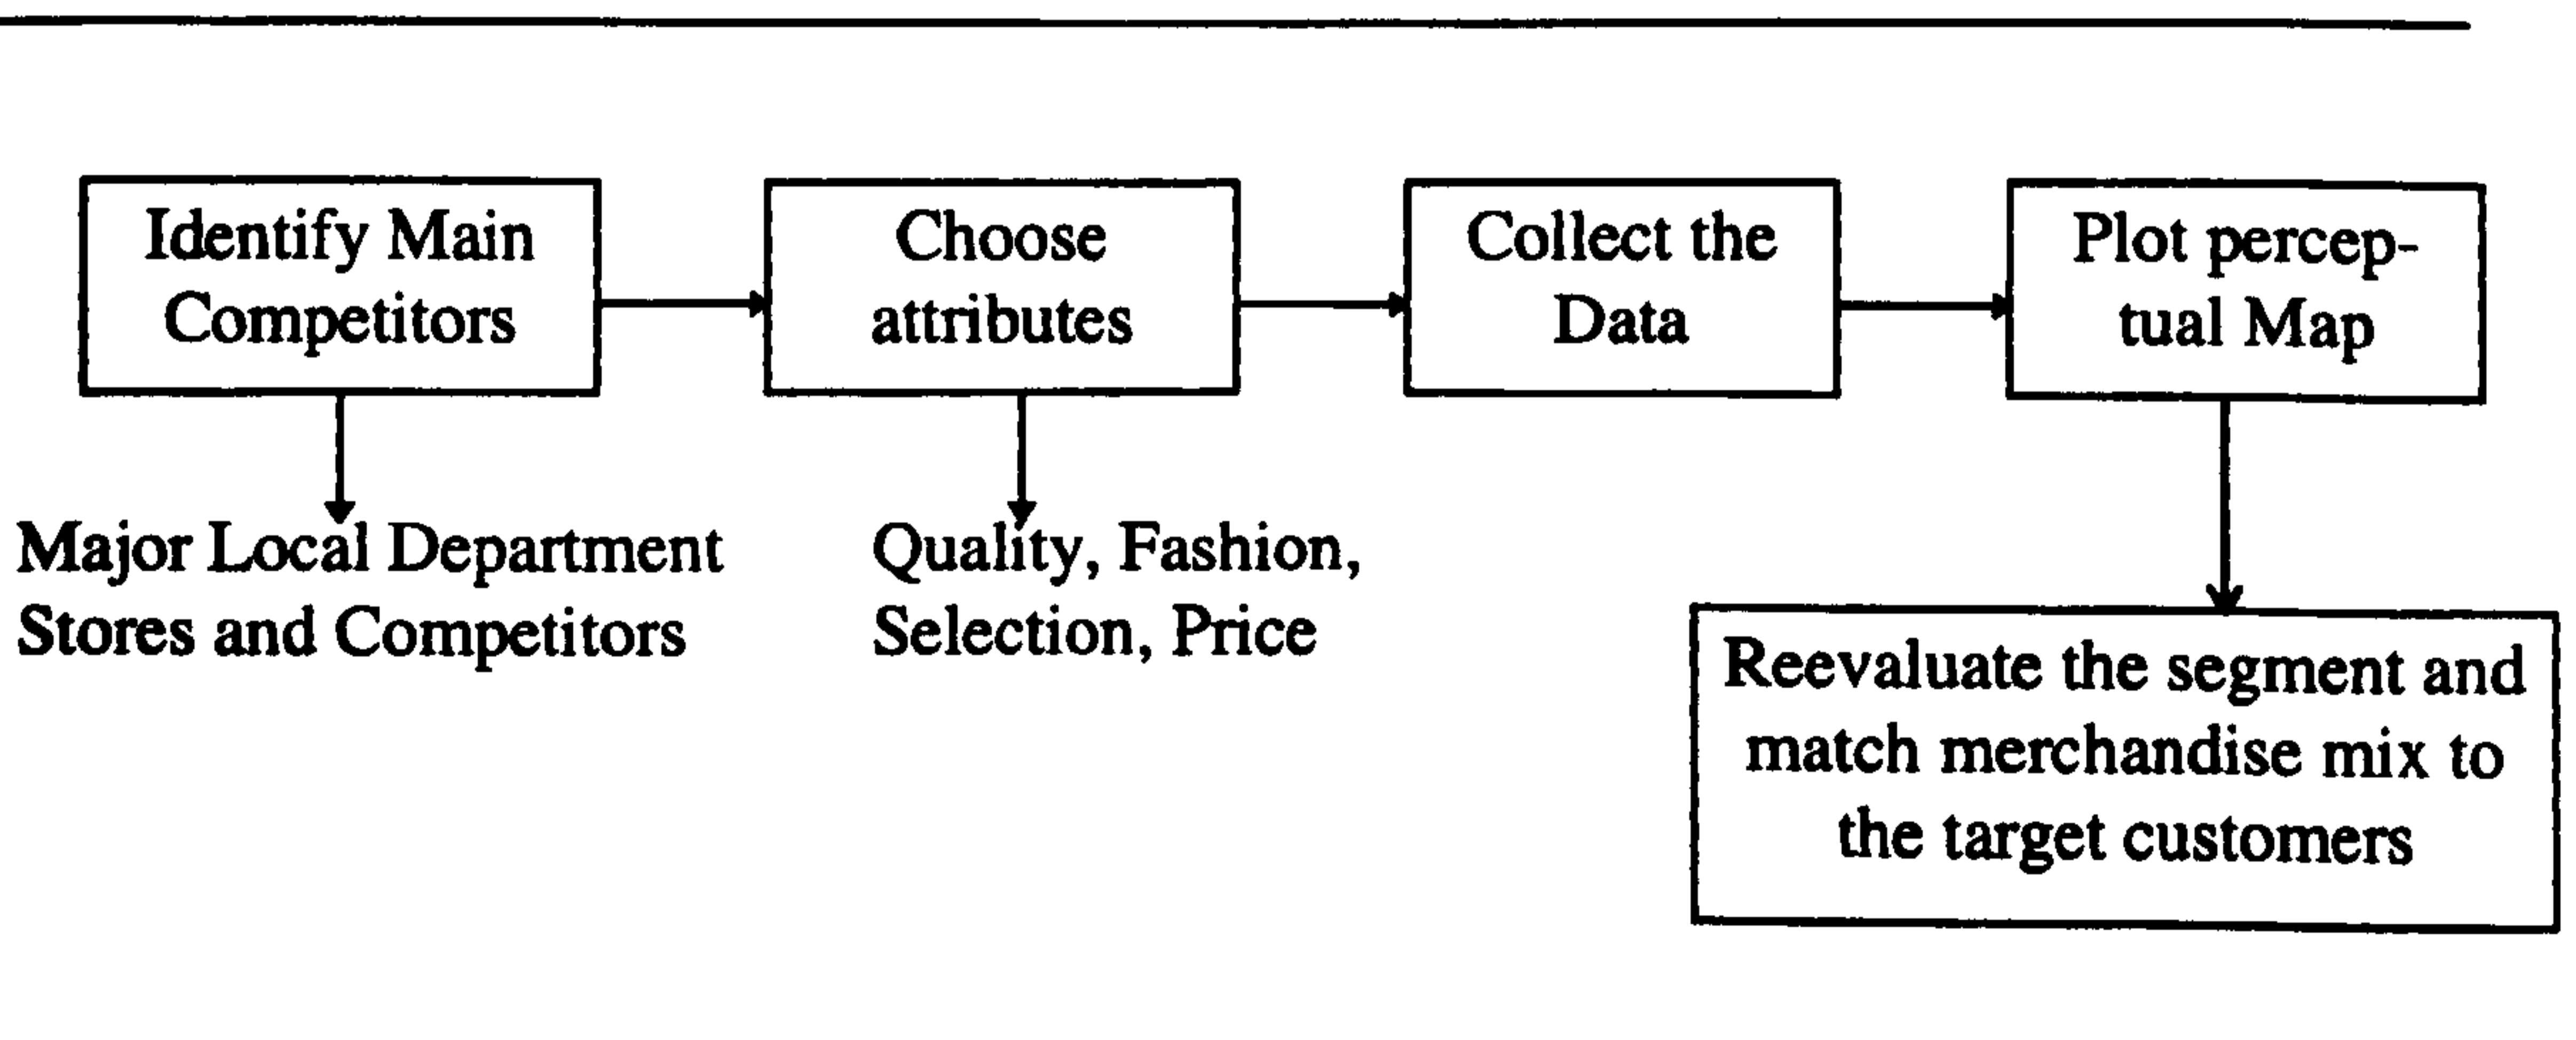 Identify Main
Competitors
Choose
attributes
Collect the
Data
Plot percep-
tual Map
Major Local Department
Stores and Competitors
Quality, Fashion,
Selection, Price
Reevaluate the segment and
match merchandise mix to
the target customers